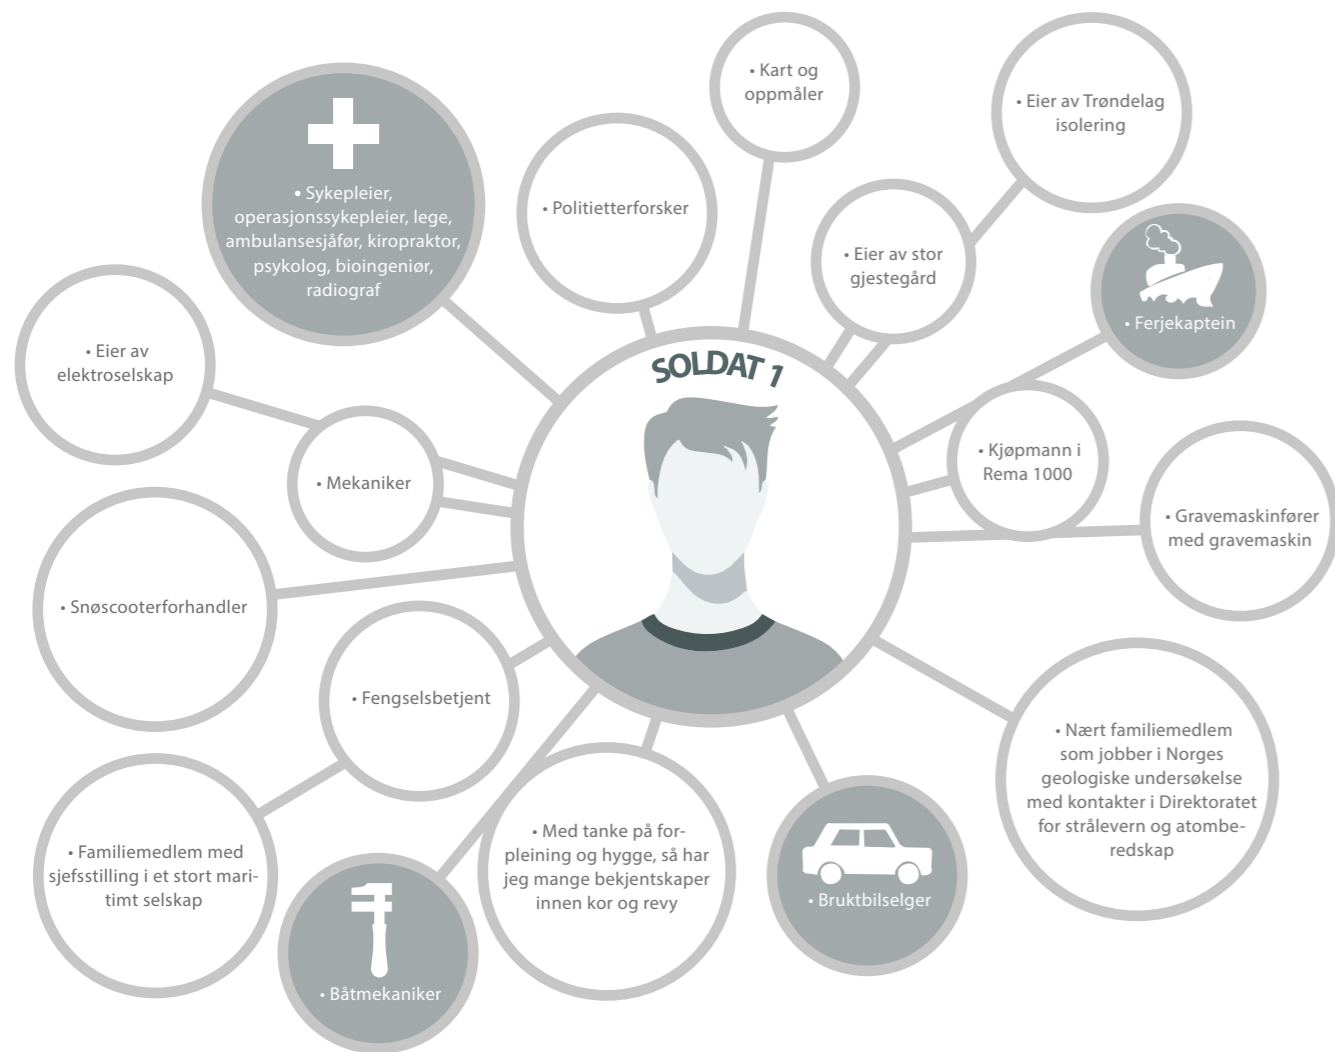 • Kart og
oppmåler
• Eier av Trøndelag
isolering
• Sykepleier,
operasjonssykepleier, lege,
ambulansesjåfør, kiropraktor,
psykolog, bioingeniør,
radiograf
• Politietterforsker
• Eier av stor
gjestegård
• Ferjekaptein
• Eier av
elektroselskap
SOLDAT 1
• Mekaniker
• Kjøpmann i
Rema 1000
• Gravemaskinfører
med gravemaskin
• Snøscooterforhandler
• Fengselsbetjent
• Nært familiemedlem
som jobber i Norges
geologiske undersøkelse
med kontakter i Direktoratet
for strålevern og atombe-
redskap
• Familiemedlem med
sjefsstilling i et stort mari-
timt selskap
• Med tanke på for-
pleining og hygge, så har
jeg mange bekjentskaper
innen kor og revy
• Bruktbilselger
• Båtmekaniker